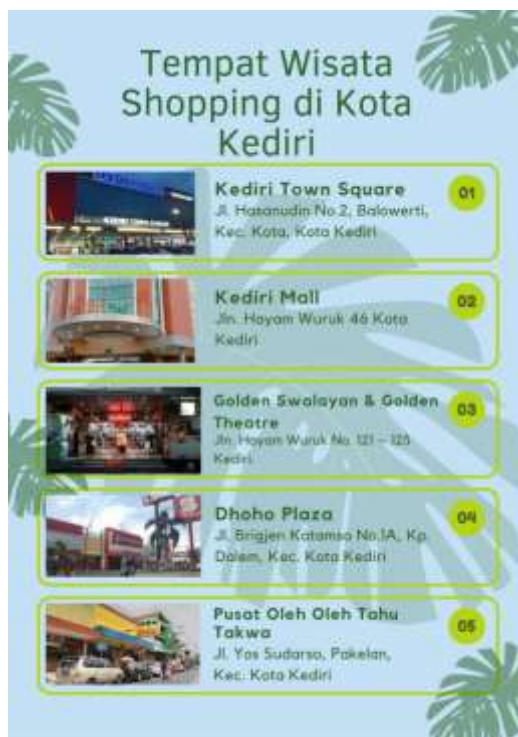 Tempat Wisata
Shopping di Kota
Kediri
Kediri Town Square
Jl. Hasanudin No.2, Balowerti,
Kec. Kota, Kota Kediri
01
Kediri Mall
Jln. Hayam Wuruk 46 Kota
Kediri
02
Golden Swalayan & Golden
Theatre
Jln. Hayam Wuruk No. 121 – 125
Kediri
03
Dhoho Plaza
Jl. Brigjen Katamso No.1A, Kp.
Dalem, Kec. Kota Kediri
04
Pusat Oleh Oleh Tahu
Takwa
Jl. Yos Sudarso, Pakelan,
Kec. Kota Kediri
05